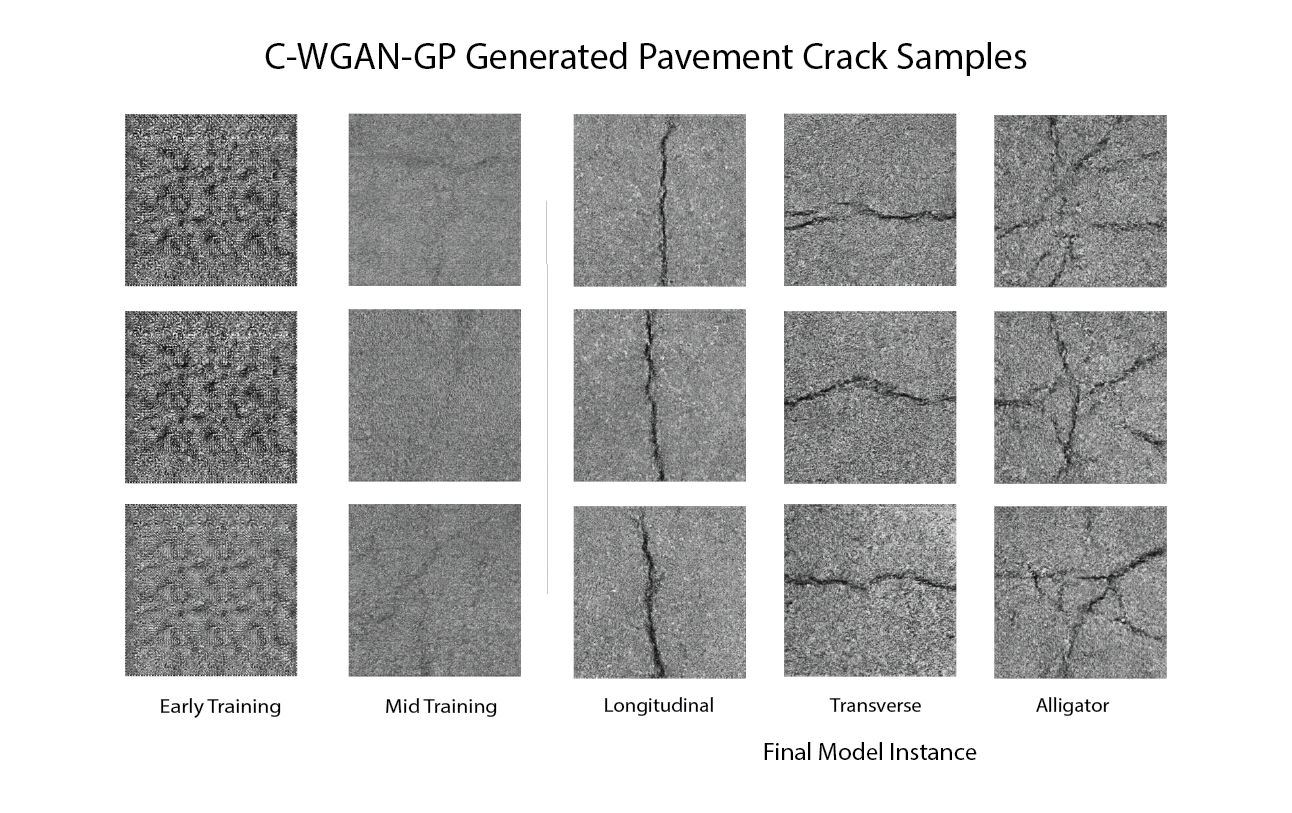 C-WGAN-GP Generated Pavement Crack Samples
Early Training
Mid Training
Longitudinal
Transverse
Alligator
Final Model Instance